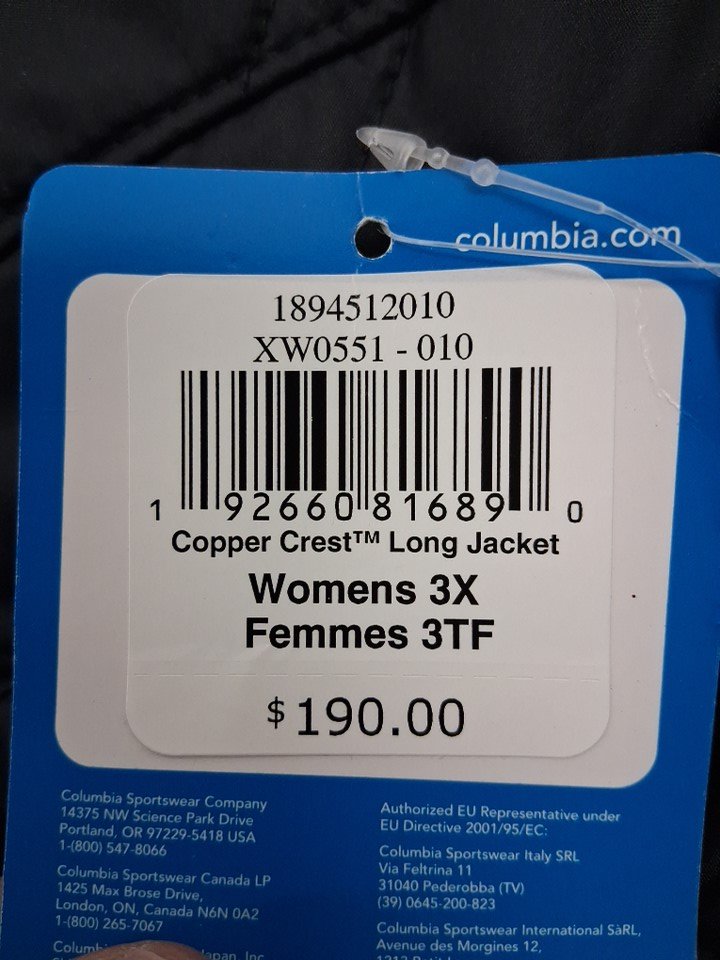 columbia.com
1894512010
XW0551 - 010
1 92660 81689 0
Copper Crest™ Long Jacket
Womens 3X
Femmes 3TF
$190.00
Columbia Sportswear Company
14375 NW Science Park Drive
Portland, OR 97229-5418 USA
1-(800) 547-8066
Columbia Sportswear Canada LP
1425 Max Brose Drive,
London, ON, Canada N6N 0A2
1-(800) 265-7067
Authorized EU Representative under
EU Directive 2001/95/EC:
Columbia Sportswear Italy SRL
Via Feltrina 11
31040 Pederobba (TV)
(39) 0645-200-823
Columbia Sportswear International SàRL,
Avenue des Morgines 12,